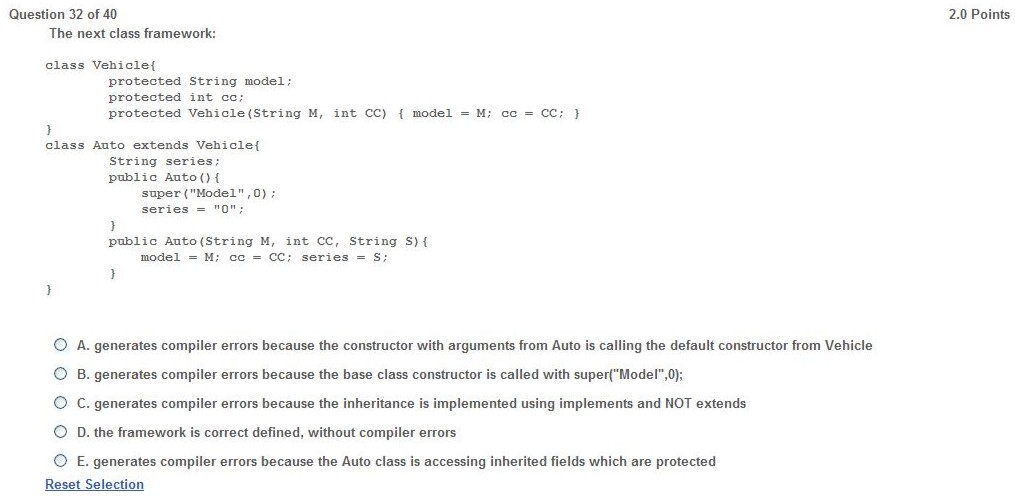 Question 32 of 40 2.0 Points
The next class framework:
class Vehicle{
protected String model;
protected int cc;
protected Vehicle(String M, int CC) { model = M; cc = CC; }
}
class Auto extends Vehicle{
String series;
public Auto(){
super("Model",0);
series = "0";
}
public Auto(String M, int CC, String S){
model = M; cc = CC; series = S;
}
}
A. generates compiler errors because the constructor with arguments from Auto is calling the default constructor from Vehicle
B. generates compiler errors because the base class constructor is called with super("Model",0);
C. generates compiler errors because the inheritance is implemented using implements and NOT extends
D. the framework is correct defined, without compiler errors
E. generates compiler errors because the Auto class is accessing inherited fields which are protected
Reset Selection